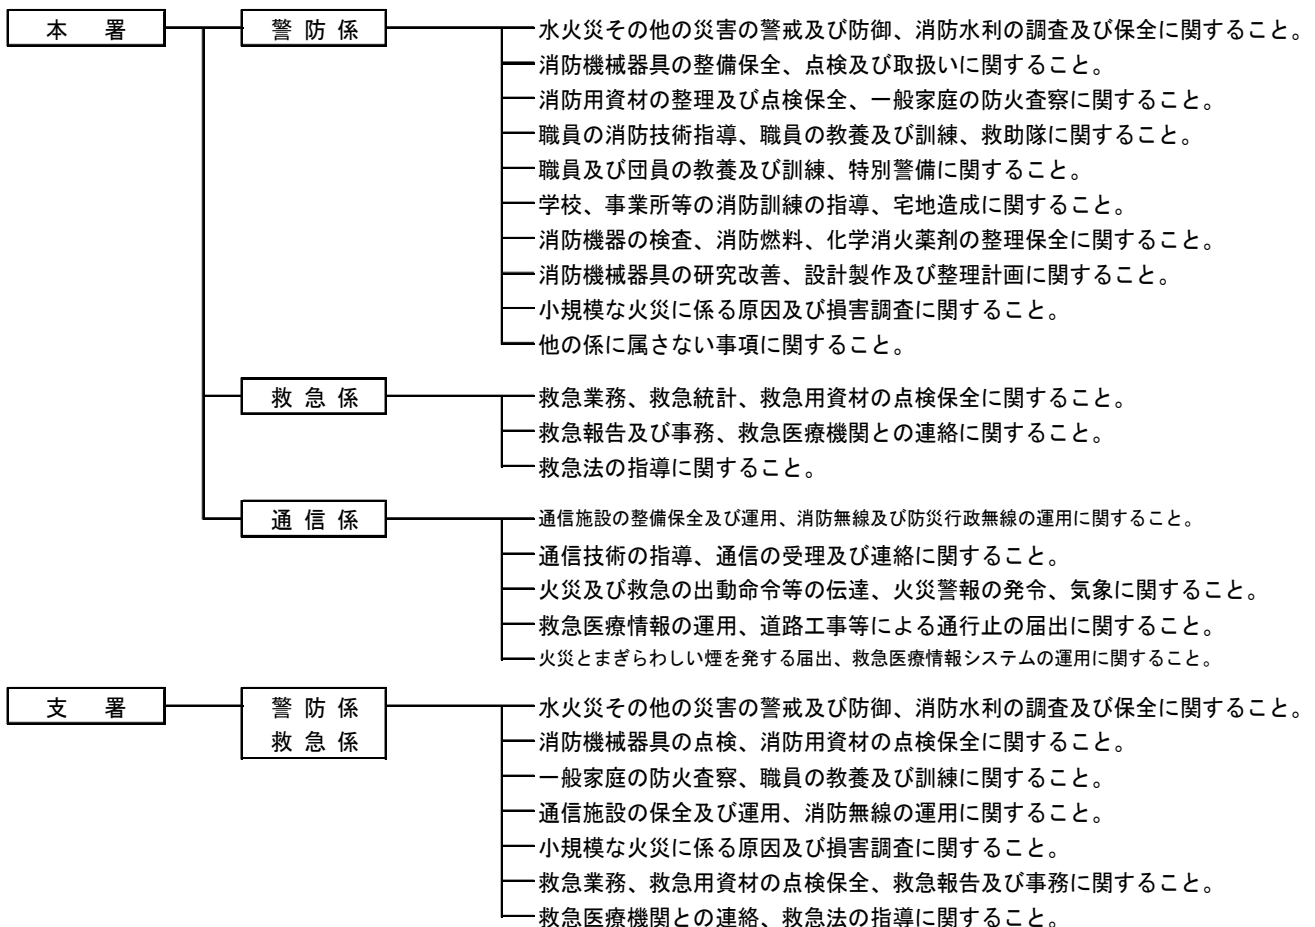 本　署
警 防 係
水火災その他の災害の警戒及び防御、消防水利の調査及び保全に関すること。
消防機械器具の整備保全、点検及び取扱いに関すること。
消防用資材の整理及び点検保全、一般家庭の防火査察に関すること。
職員の消防技術指導、職員の教養及び訓練、救助隊に関すること。
職員及び団員の教養及び訓練、特別警備に関すること。
学校、事業所等の消防訓練の指導、宅地造成に関すること。
消防機器の検査、消防燃料、化学消火薬剤の整理保全に関すること。
消防機械器具の研究改善、設計製作及び整理計画に関すること。
小規模な火災に係る原因及び損害調査に関すること。
他の係に属さない事項に関すること。
救 急 係
救急業務、救急統計、救急用資材の点検保全に関すること。
救急報告及び事務、救急医療機関との連絡に関すること。
救急法の指導に関すること。
通 信 係
通信施設の整備保全及び運用、消防無線及び防災行政無線の運用に関すること。
通信技術の指導、通信の受理及び連絡に関すること。
火災及び救急の出動命令等の伝達、火災警報の発令、気象に関すること。
救急医療情報の運用、道路工事等による通行止の届出に関すること。
火災とまぎらわしい煙を発する届出、救急医療情報システムの運用に関すること。
支　署
警 防 係
救 急 係
水火災その他の災害の警戒及び防御、消防水利の調査及び保全に関すること。
消防機械器具の点検、消防用資材の点検保全に関すること。
一般家庭の防火査察、職員の教養及び訓練に関すること。
通信施設の保全及び運用、消防無線の運用に関すること。
小規模な火災に係る原因及び損害調査に関すること。
救急業務、救急用資材の点検保全、救急報告及び事務に関すること。
救急医療機関との連絡、救急法の指導に関すること。